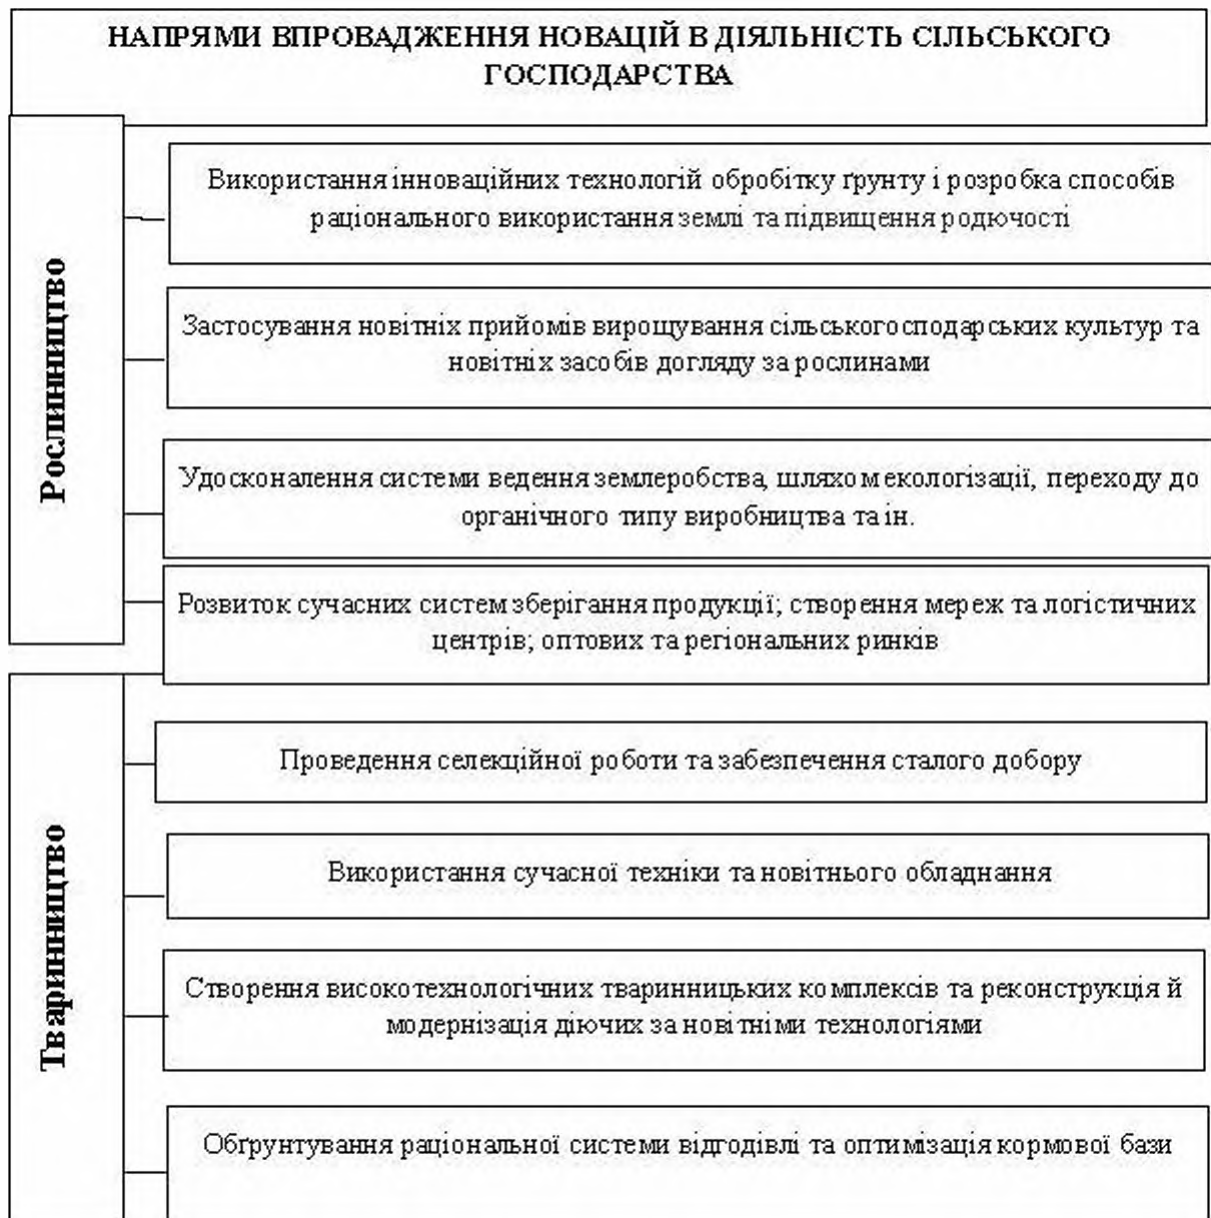 НАПРЯМИ ВПРОВАДЖЕННЯ НОВАЦІЙ В ДІЯЛЬНІСТЬ СІЛЬСЬКОГО
ГОСПОДАРСТВА
Рослинництво
Використання інноваційних технологій обробітку ґрунту і розробка способів
раціонального використання землі та підвищення родючості
Застосування новітніх прийомів вирощування сільськогосподарських культур та
новітніх засобів догляду за рослинами
Удосконалення системи ведення землеробства, шляхом екологізації, переходу до
органічного типу виробництва та ін.
Розвиток сучасних систем зберігання продукції; створення мереж та логістичних
центрів; оптових та регіональних ринків
Тваринництво
Проведення селекційної роботи та забезпечення сталого добору
Використання сучасної техніки та новітнього обладнання
Створення високотехнологічних тваринницьких комплексів та реконструкція й
модернізація діючих за новітніми технологіями
Обґрунтування раціональної системи відгодівлі та оптимізація кормової бази